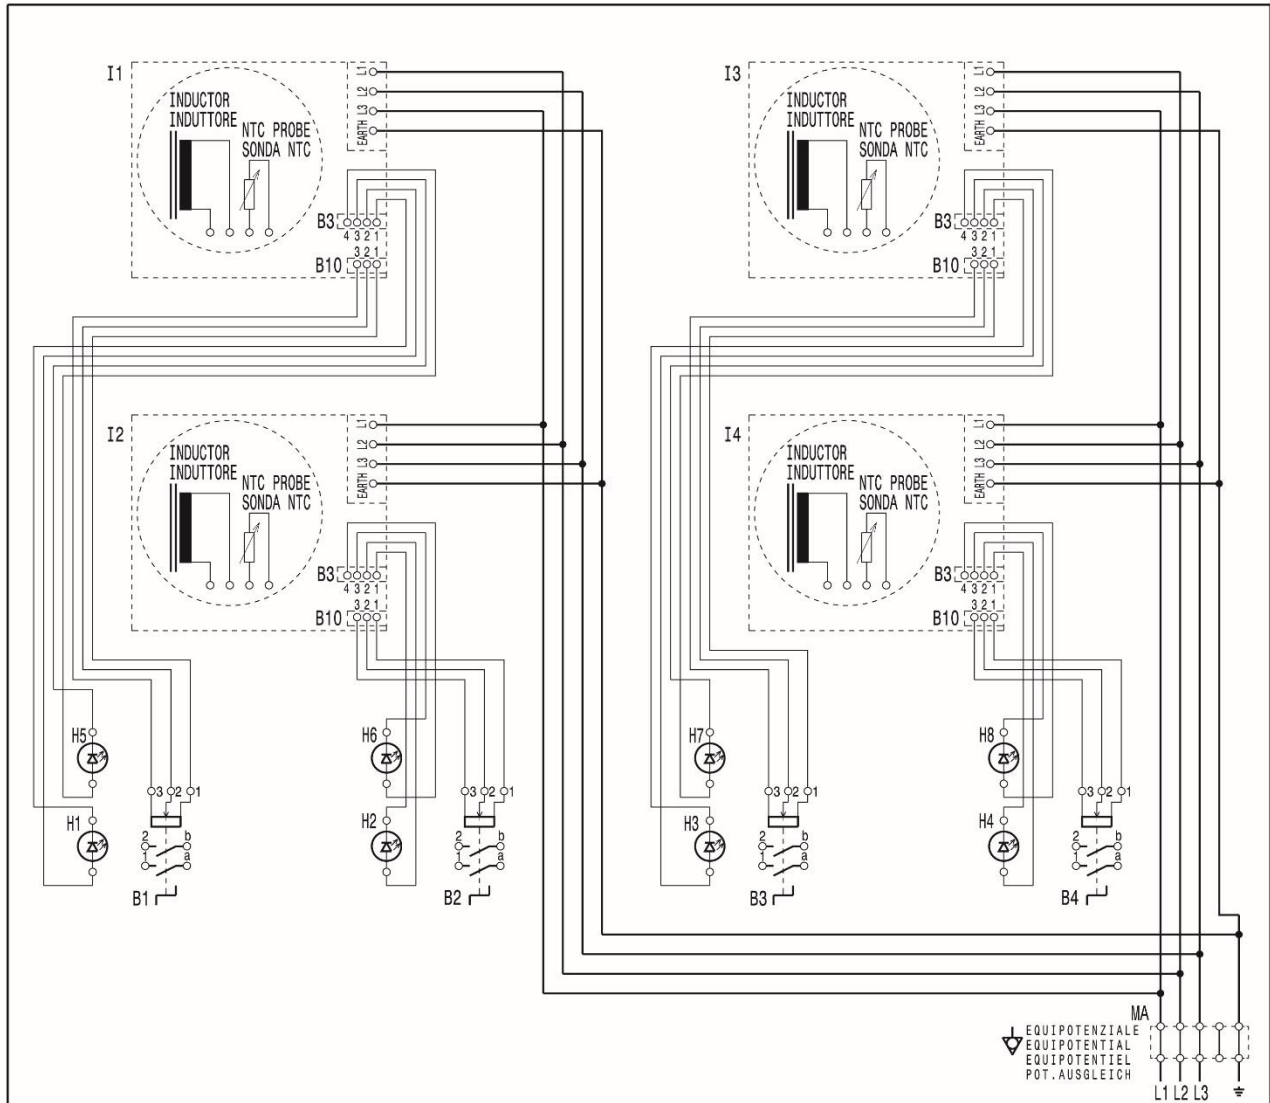 I1
INDUCTOR
INDUTTORE
NTC PROBE
SONDA NTC
L1
L2
L3
EARTH
B3
4 3 2 1
3 2 1
B10
I3
INDUCTOR
INDUTTORE
NTC PROBE
SONDA NTC
L1
L2
L3
EARTH
B3
4 3 2 1
3 2 1
B10
I2
INDUCTOR
INDUTTORE
NTC PROBE
SONDA NTC
L1
L2
L3
EARTH
B3
4 3 2 1
3 2 1
B10
I4
INDUCTOR
INDUTTORE
NTC PROBE
SONDA NTC
L1
L2
L3
EARTH
B3
4 3 2 1
3 2 1
B10
H5
H1
3 2 1
2 b
1 a
B1
H6
H2
3 2 1
2 b
1 a
B2
H7
H3
3 2 1
2 b
1 a
B3
H8
H4
3 2 1
2 b
1 a
B4
MA
EQUIPOTENZIALE
EQUIPOTENTIAL
EQUIPOTENTIEL
POT.AUSGLEICH
L1 L2 L3